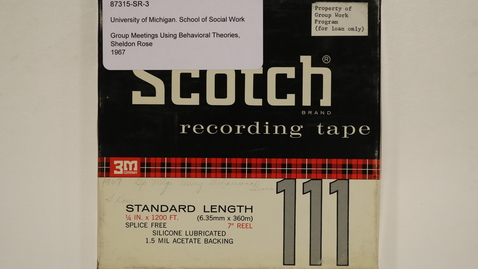 87315-SR-3
University of Michigan. School of Social Work
Group Meetings Using Behavioral Theories,
Sheldon Rose
1967
Property of
Group Work
Program
(for loan only)
Scotch®
BRAND
recording tape
3M
COMPANY
111
STANDARD LENGTH
¼ IN. x 1200 FT. (6.35mm x 360m)
SPLICE FREE 7" REEL
SILICONE LUBRICATED
1.5 MIL ACETATE BACKING